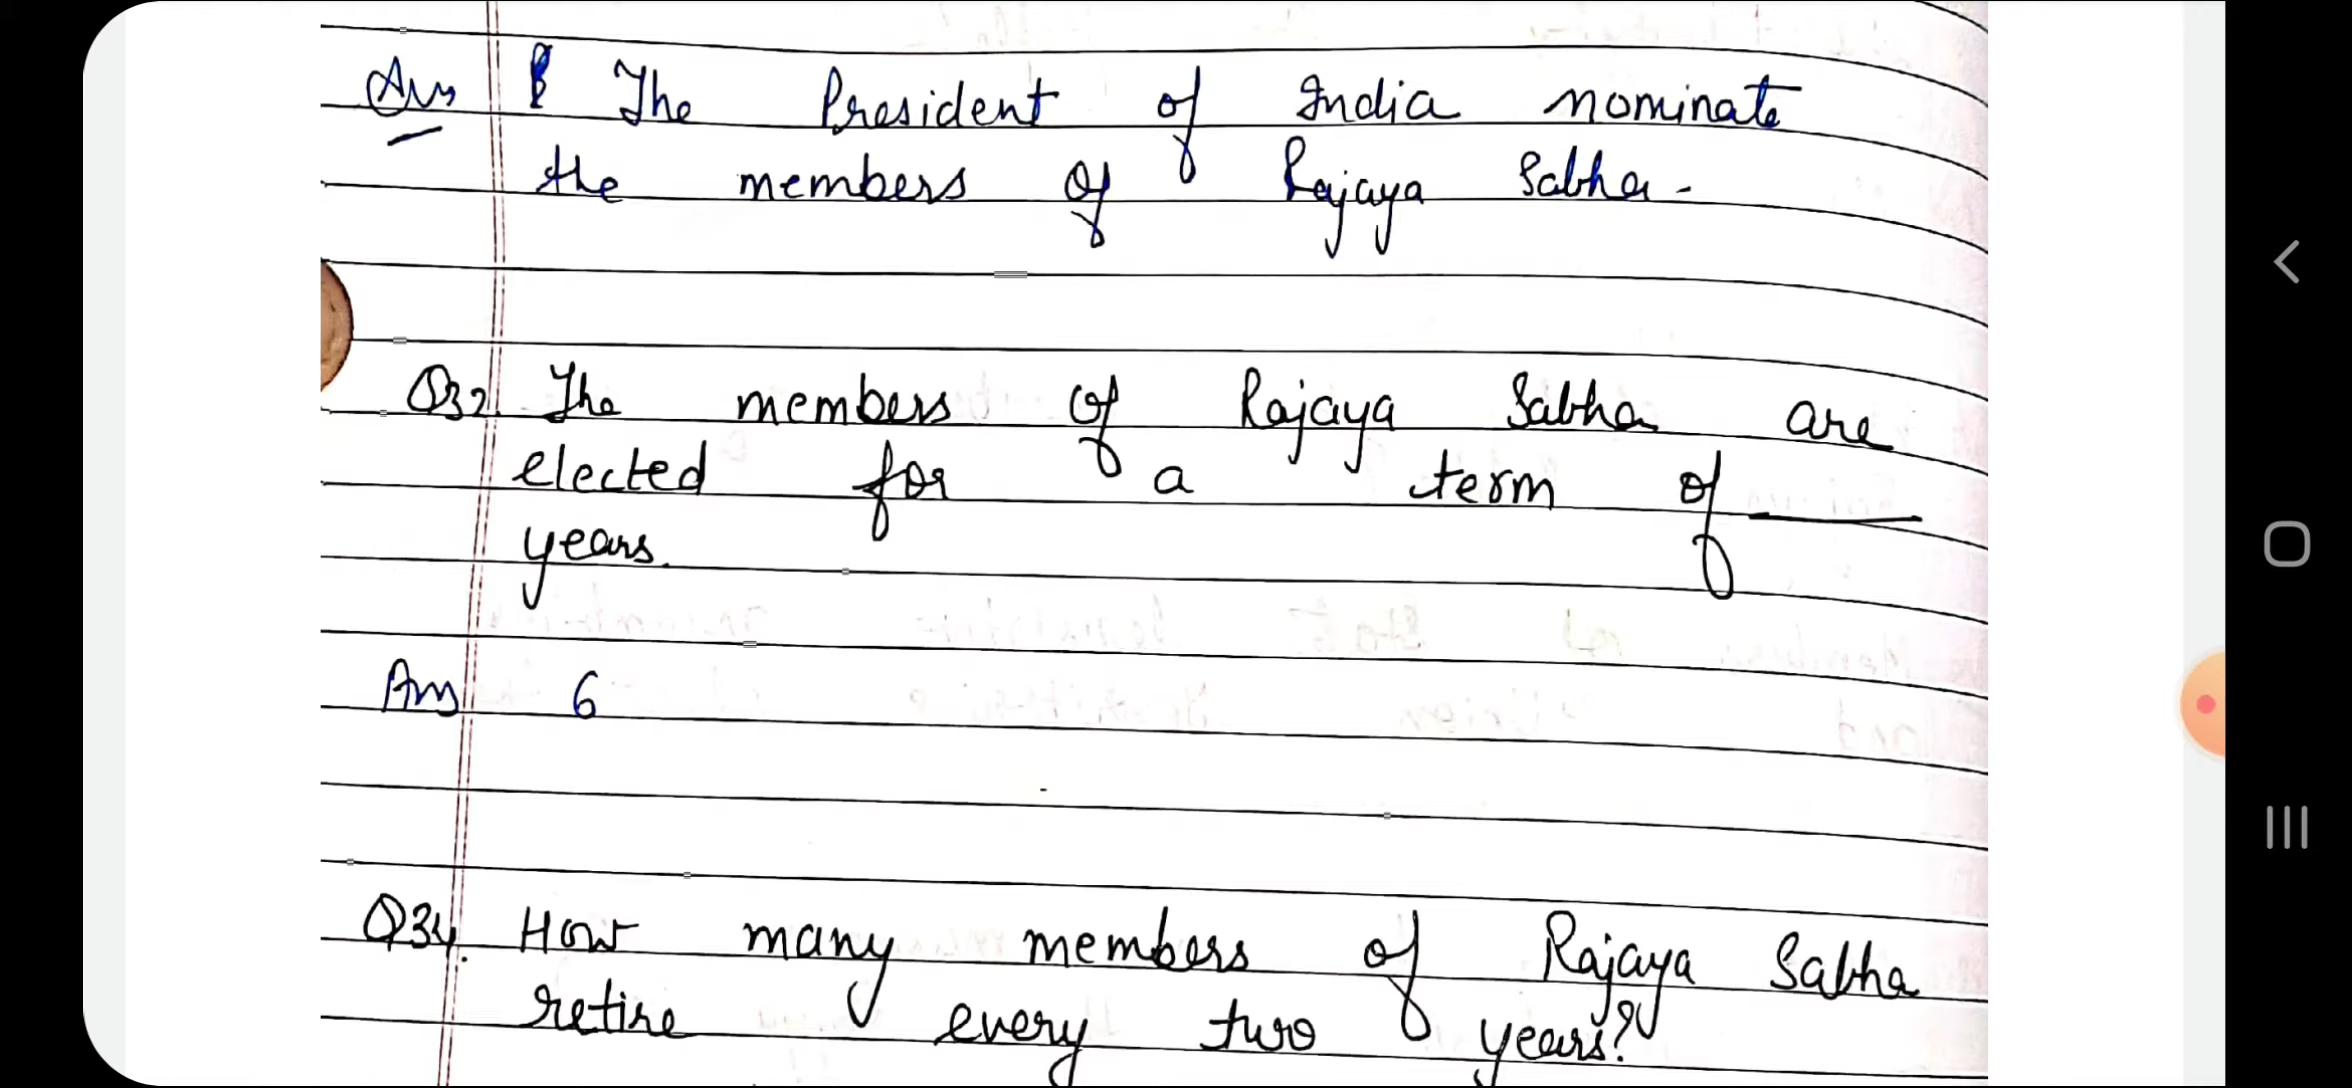 Ans The President of India nominate
the members of Rajaya Sabha.
Q32. The members of Rajaya Sabha are
elected for a term of ____
years.
Ans 6
Q34. How many members of Rajaya Sabha
retire every two years?